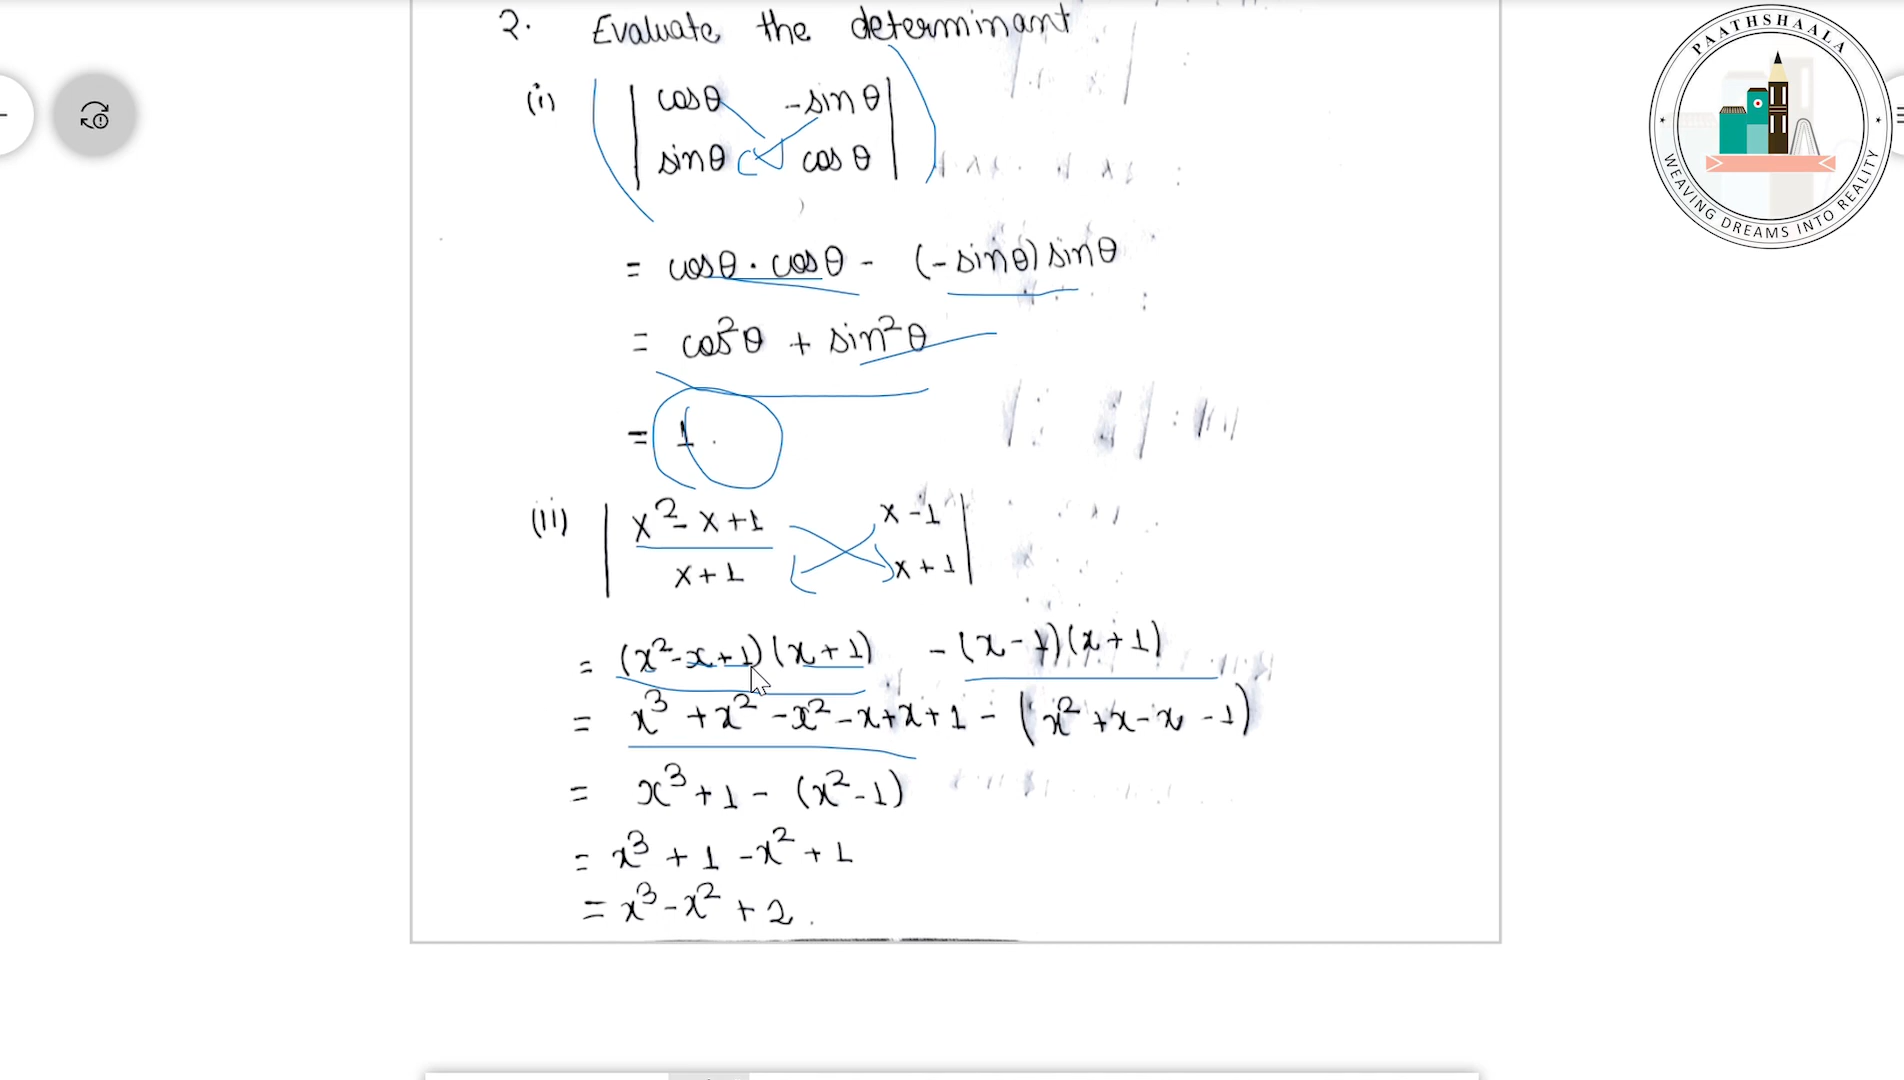 2. Evaluate the determinant
(i) | cosθ -sinθ |
| sinθ cosθ |
= cosθ · cosθ - (-sinθ) sinθ
= cos²θ + sin²θ
= 1.
(ii) | x² - x + 1 x - 1 |
| x + 1 x + 1 |
= (x² - x + 1)(x + 1) - (x - 1)(x + 1)
= x³ + x² - x² - x + x + 1 - (x² + x - x - 1)
= x³ + 1 - (x² - 1)
= x³ + 1 - x² + 1
= x³ - x² + 2.
PAATHSHAALA
WEAVING DREAMS INTO REALITY